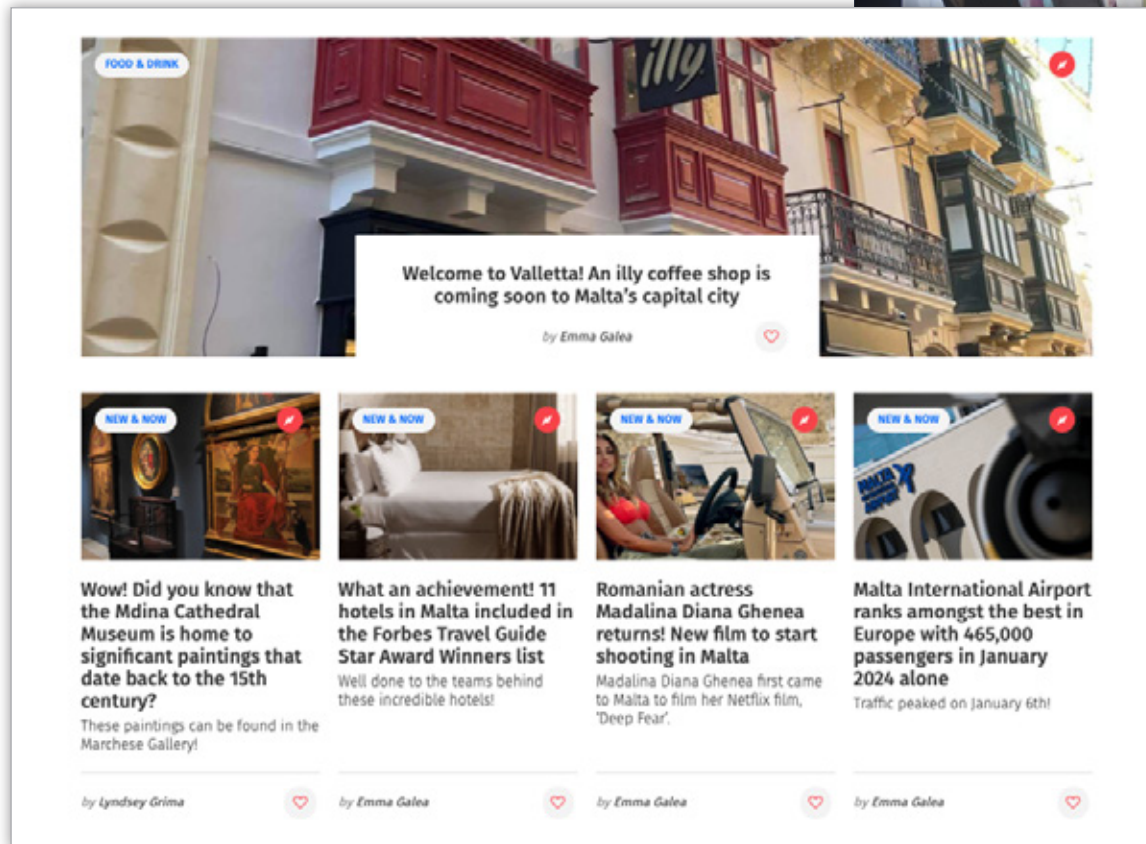 FOOD & DRINK
illy
Welcome to Valletta! An illy coffee shop is
coming soon to Malta's capital city
by Emma Galea
NEW & NOW
Wow! Did you know that
the Mdina Cathedral
Museum is home to
significant paintings that
date back to the 15th
century?
These paintings can be found in the
Marchese Gallery!
by Lyndsey Grima
NEW & NOW
What an achievement! 11
hotels in Malta included in
the Forbes Travel Guide
Star Award Winners list
Well done to the teams behind
these incredible hotels!
by Emma Galea
NEW & NOW
Romanian actress
Madalina Diana Ghenea
returns! New film to start
shooting in Malta
Madalina Diana Ghenea first came
to Malta to film her Netflix film,
'Deep Fear'.
by Emma Galea
NEW & NOW
MALTA
AIRPORT
Malta International Airport
ranks amongst the best in
Europe with 465,000
passengers in January
2024 alone
Traffic peaked on January 6th!
by Emma Galea